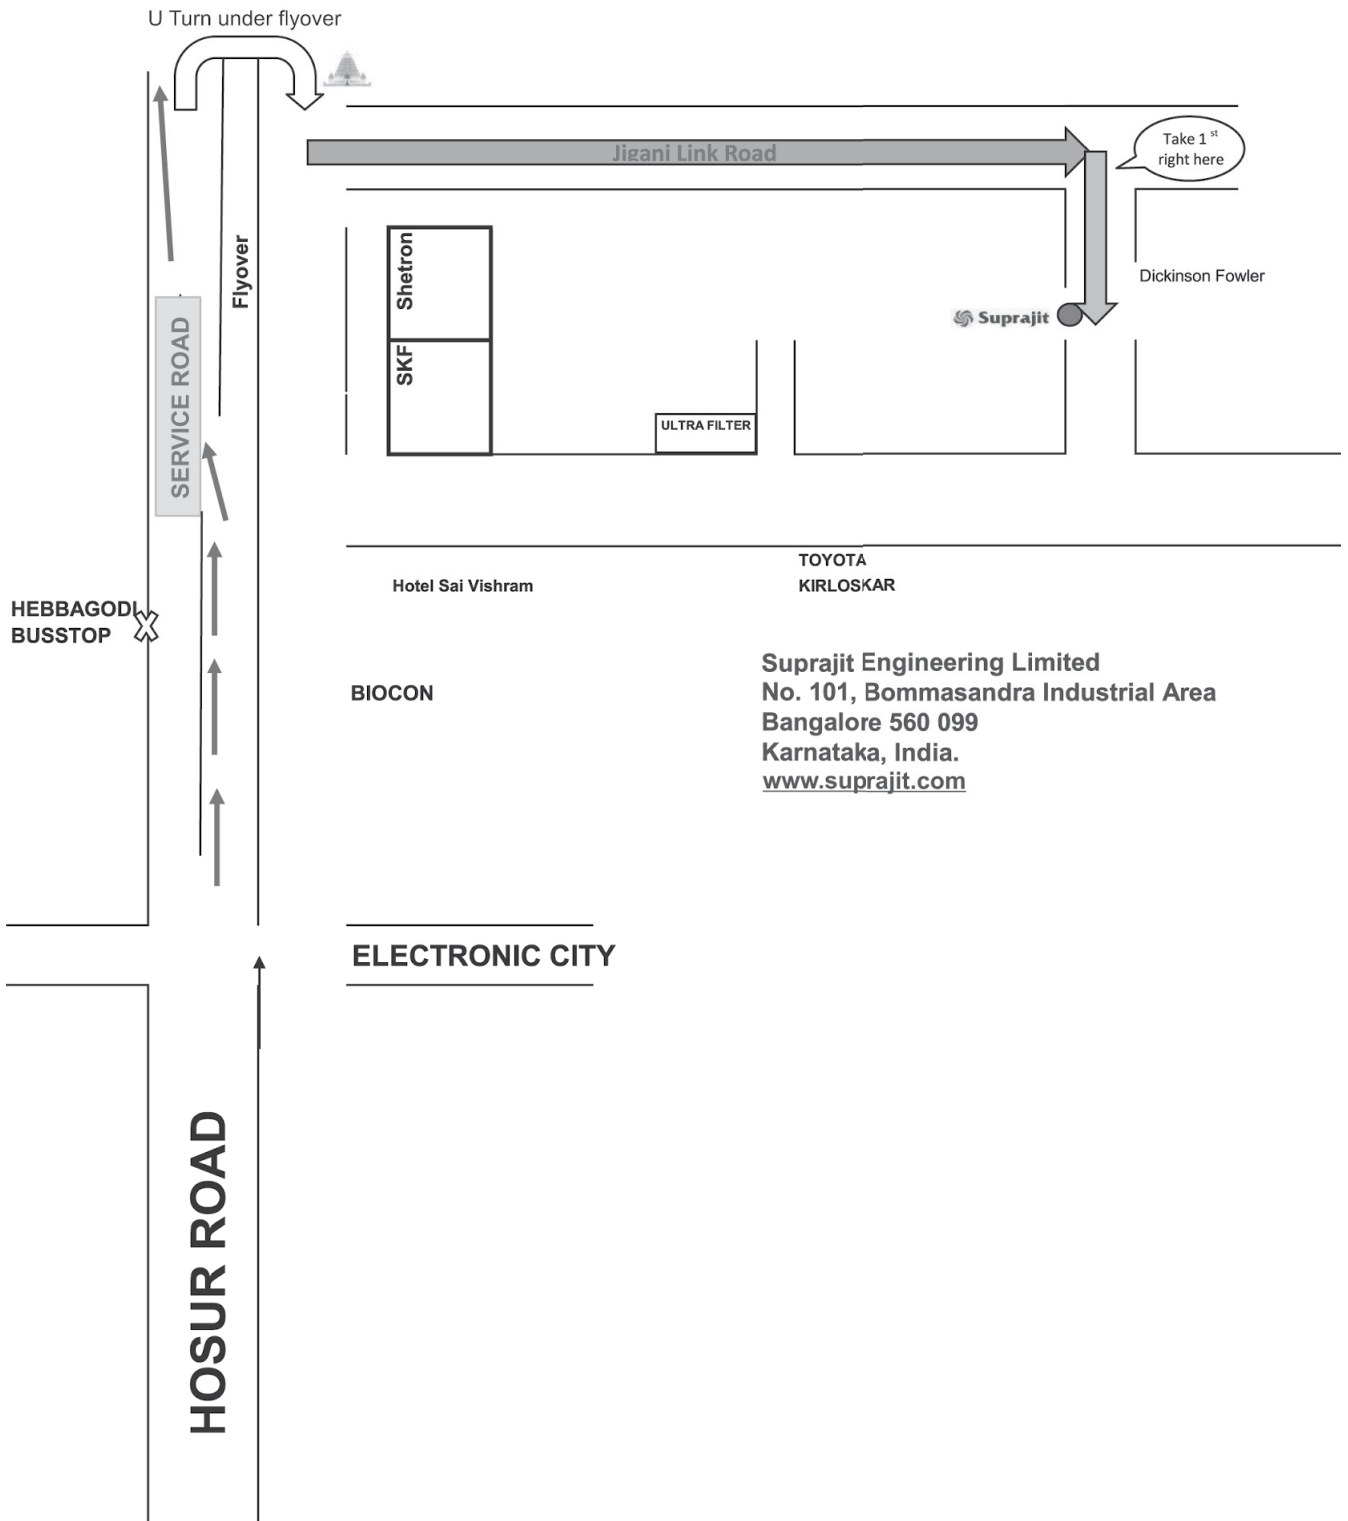 U Turn under flyover
Take 1 st
right here
Jigani Link Road
Flyover
Shetron
Dickinson Fowler
Suprajit
SERVICE ROAD
SKF
ULTRA FILTER
TOYOTA
KIRLOSKAR
Hotel Sai Vishram
HEBBAGODI
BUSSTOP
BIOCON
Suprajit Engineering Limited
No. 101, Bommasandra Industrial Area
Bangalore 560 099
Karnataka, India.
www.suprajit.com
ELECTRONIC CITY
HOSUR ROAD